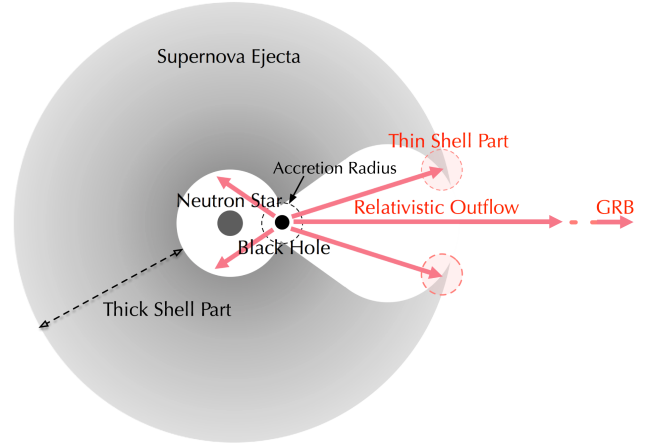 Supernova Ejecta
Thin Shell Part
Accretion Radius
Neutron Star
Relativistic Outflow
GRB
Black Hole
Thick Shell Part